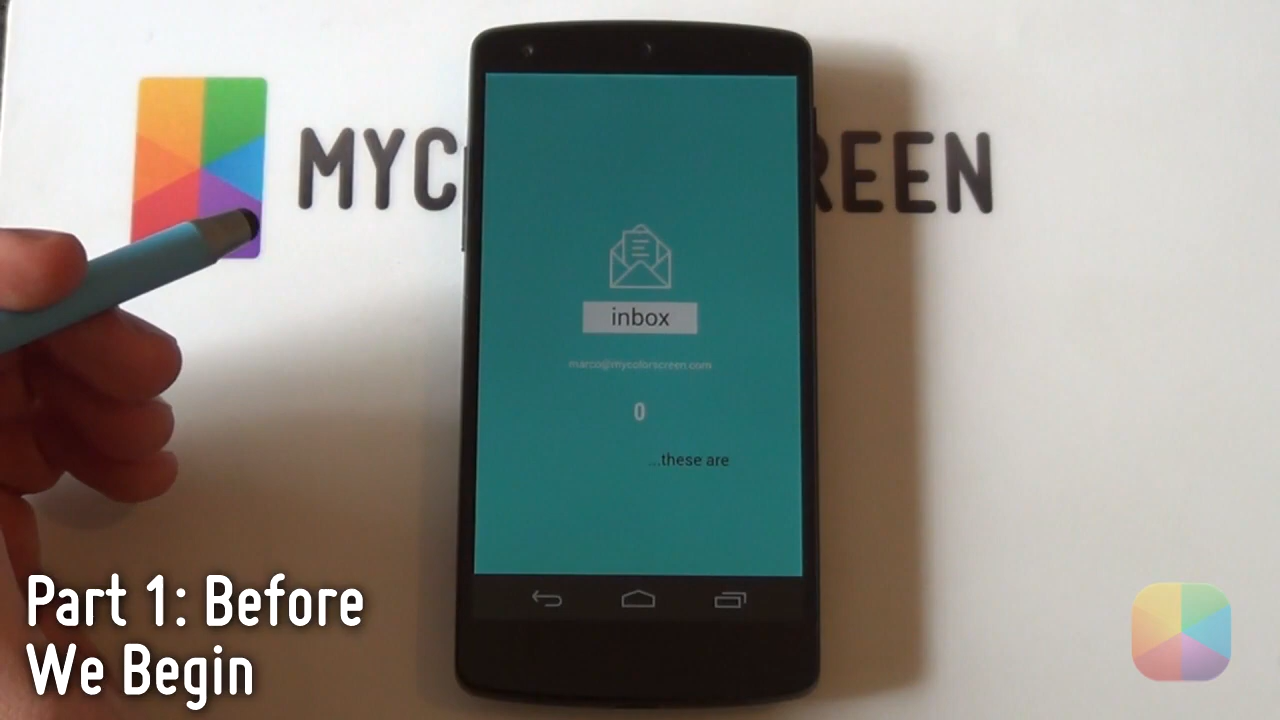 MYC REEN
inbox
marco@mycolorscreen.com
0
...these are
Part 1: Before
We Begin